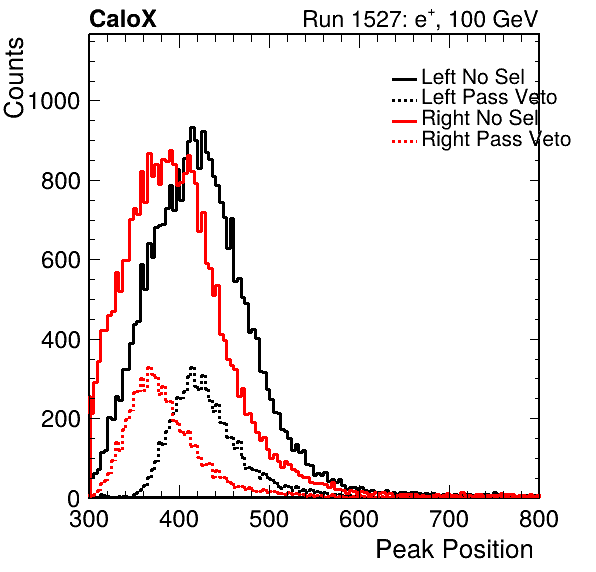 CaloX Run 1527: e+, 100 GeV
Counts
Left No Sel
Left Pass Veto
Right No Sel
Right Pass Veto
1000
800
600
400
200
0
300 400 500 600 700 800
Peak Position